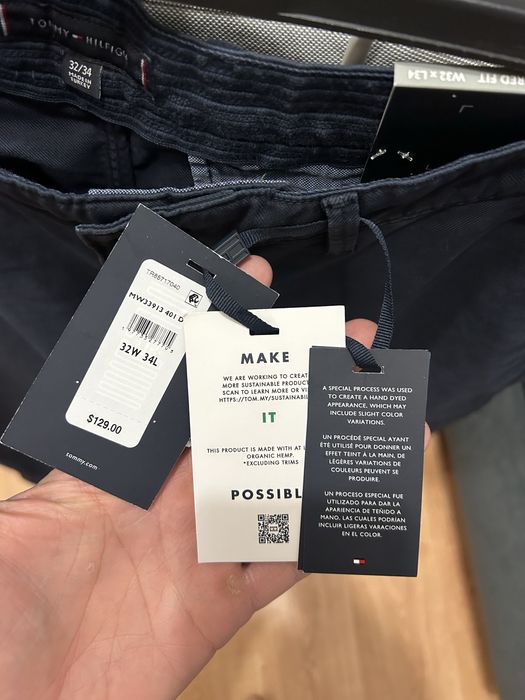 TOMMY HILFIGER
32/34
MADE IN
TURKEY
RED FIT W32 x L34
TR88717040
MW33913 401 D
32W 34L
$129.00
tommy.com
MAKE
WE ARE WORKING TO CREAT
MORE SUSTAINABLE PRODUCT
SCAN TO LEARN MORE OR VI
HTTPS://TOM.MY/SUSTAINABIL
IT
THIS PRODUCT IS MADE WITH AT L
ORGANIC HEMP.
*EXCLUDING TRIMS
POSSIBL
A SPECIAL PROCESS WAS USED
TO CREATE A HAND DYED
APPEARANCE, WHICH MAY
INCLUDE SLIGHT COLOR
VARIATIONS.
UN PROCÉDÉ SPECIAL AYANT
ÉTÉ UTILISÉ POUR DONNER UN
EFFET TEINT À LA MAIN, DE
LÉGÈRES VARIATIONS DE
COULEURS PEUVENT SE
PRODUIRE.
UN PROCESO ESPECIAL FUE
UTILIZADO PARA DAR LA
APARIENCIA DE TEÑIDO A
MANO, LAS CUALES PODRÍAN
INCLUIR LIGERAS VARIACIONES
EN EL COLOR.